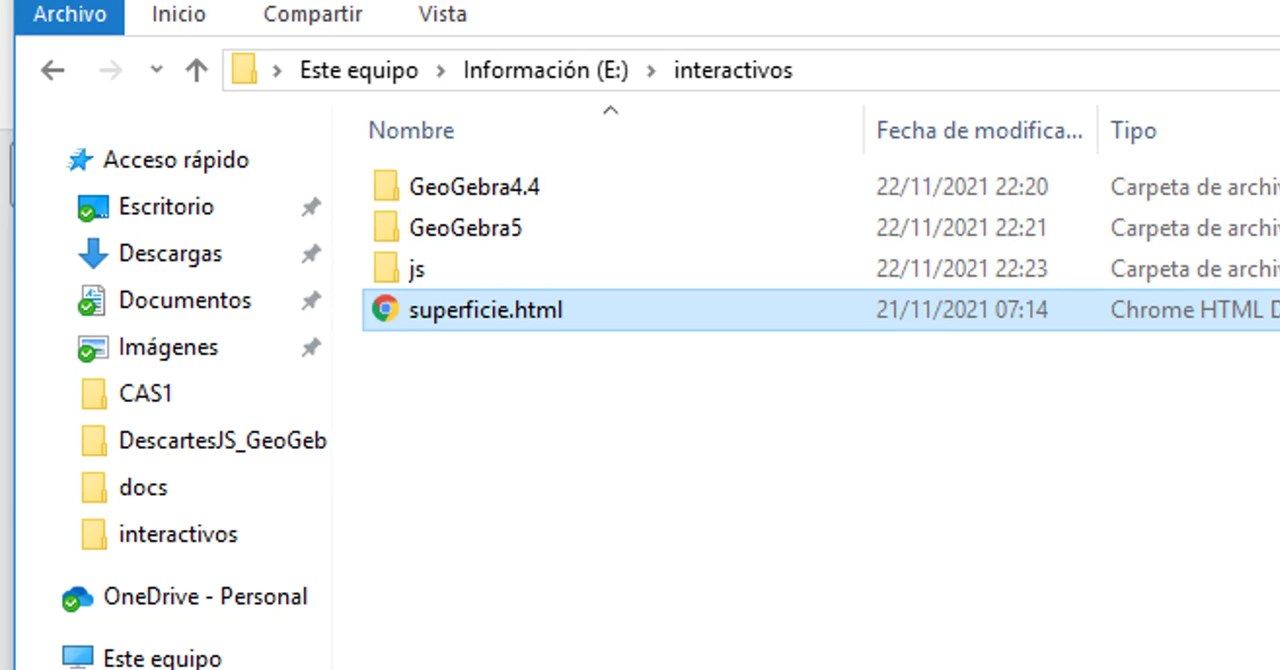 Archivo Inicio Compartir Vista
Este equipo Información (E:) interactivos
Nombre Fecha de modifica... Tipo
Acceso rápido
Escritorio
Descargas
Documentos
Imágenes
CAS1
DescartesJS_GeoGeb
docs
interactivos
OneDrive - Personal
Este equipo
GeoGebra4.4 22/11/2021 22:20 Carpeta de archi
GeoGebra5 22/11/2021 22:21 Carpeta de archi
js 22/11/2021 22:23 Carpeta de archi
superficie.html 21/11/2021 07:14 Chrome HTML D